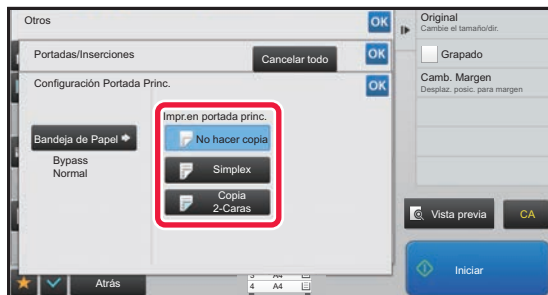 Otros
OK
Portadas/Inserciones
Cancelar todo
OK
Configuración Portada Princ.
OK
Impr.en portada princ.
Bandeja de Papel
No hacer copia
Bypass
Normal
Simplex
Copia
2-Caras
Atrás
A4
4 A4
Original
Cambie el tamaño/dir.
Grapado
Camb. Margen
Desplaz. posic. para margen
Vista previa
CA
Iniciar